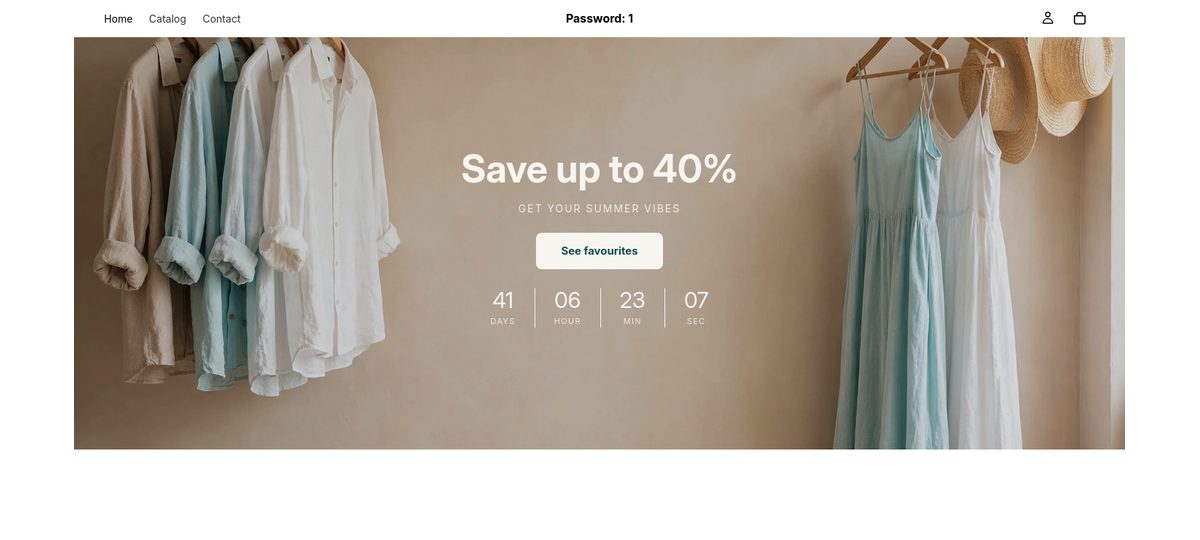 Home Catalog Contact Password: 1
Save up to 40%
GET YOUR SUMMER VIBES
See favourites
41 06 23 07
DAYS HOUR MIN SEC